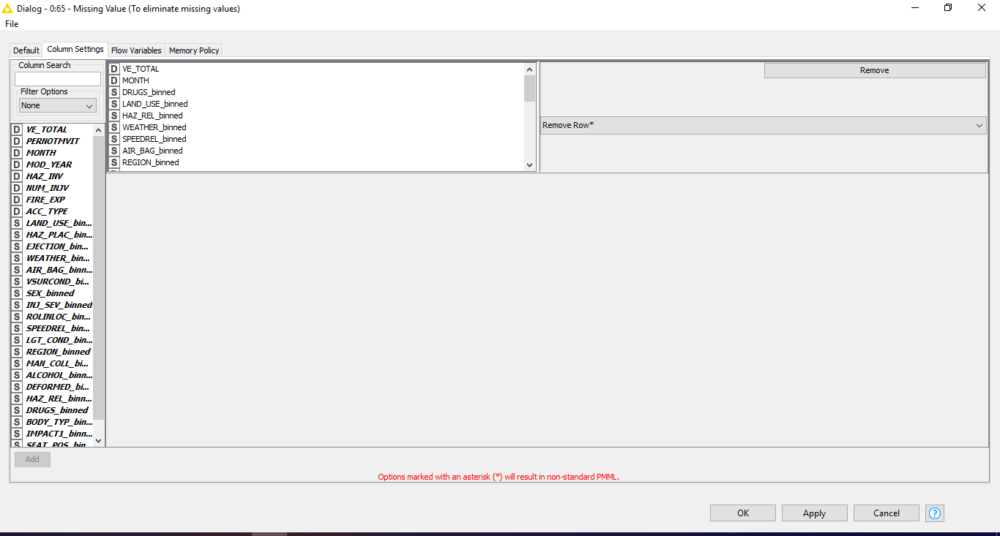 Dialog - 0:65 - Missing Value (To eliminate missing values)
File
Default Column Settings Flow Variables Memory Policy
Column Search
Filter Options
None
D VE_TOTAL
D PERNOTMVIT
D MONTH
D MOD_YEAR
D HAZ_INV
D NUM_INJV
D FIRE_EXP
D ACC_TYPE
S LAND_USE_bin...
S HAZ_PLAC_bin...
S EJECTION_bin...
S WEATHER_bin...
S AIR_BAG_binn...
S VSURCOND_bi...
S SEX_binned
S INJ_SEV_binned
S ROLINLOC_bin...
S SPEEDREL_bin...
S LGT_COND_bin...
S REGION_binned
S MAN_COLL_bi...
S ALCOHOL_binn...
S DEFORMED_bi...
S HAZ_REL_binn...
S DRUGS_binned
S BODY_TYP_bin...
S IMPACT1_binn...
S SEAT_POS_bin
Add
D VE_TOTAL
D MONTH
S DRUGS_binned
S LAND_USE_binned
S HAZ_REL_binned
S WEATHER_binned
S SPEEDREL_binned
S AIR_BAG_binned
S REGION_binned
Remove
Remove Row*
Options marked with an asterisk (*) will result in non-standard PMML.
OK Apply Cancel ?